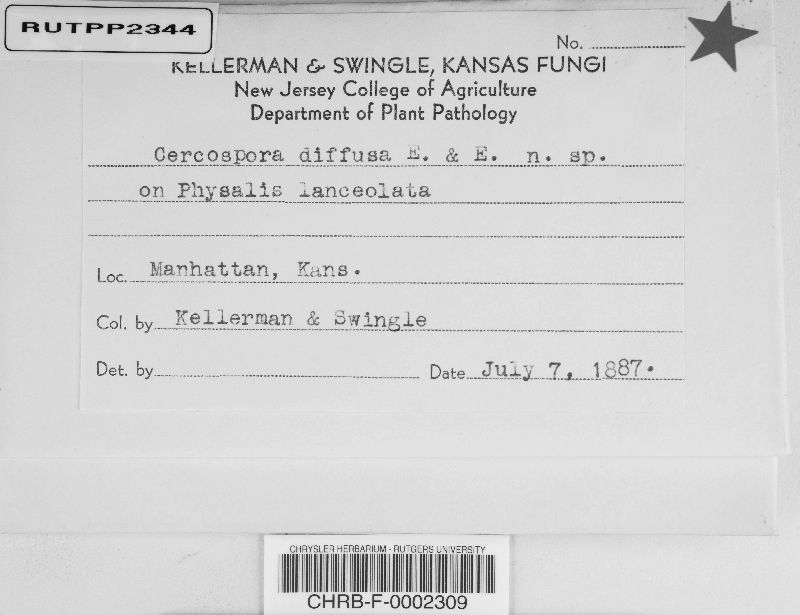 RUTPP2344
No.
KELLERMAN & SWINGLE, KANSAS FUNGI
New Jersey College of Agriculture
Department of Plant Pathology
Cercospora diffusa E. & E. n. sp.
on Physalis lanceolata
Loc. Manhattan, Kans.
Col. by Kellerman & Swingle
Det. by
Date July 7, 1887.
CHRYSLER HERBARIUM - RUTGERS UNIVERSITY
CHRB-F-0002309